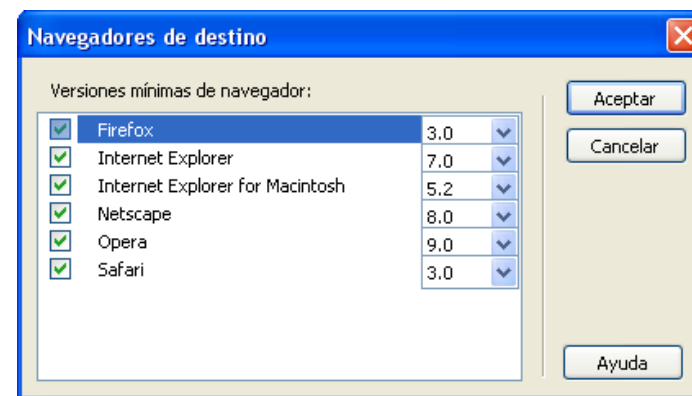 Navegadores de destino
Versiones mínimas de navegador:
Firefox 3.0
Internet Explorer 7.0
Internet Explorer for Macintosh 5.2
Netscape 8.0
Opera 9.0
Safari 3.0
Aceptar
Cancelar
Ayuda